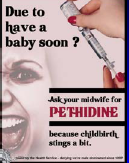 Due to
have a
baby soon ?
Ask your midwife for
PETHIDINE
because childbirth
stings a bit.